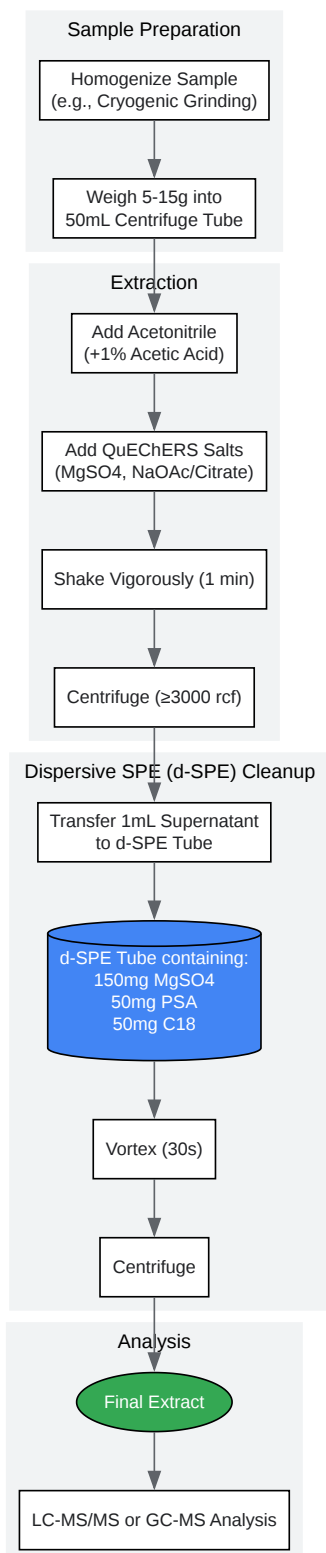 Sample Preparation
Homogenize Sample
(e.g., Cryogenic Grinding)
Weigh 5-15g into
50mL Centrifuge Tube
Extraction
Add Acetonitrile
(+1% Acetic Acid)
Add QuEChERS Salts
(MgSO4, NaOAc/Citrate)
Shake Vigorously (1 min)
Centrifuge (≥3000 rcf)
Dispersive SPE (d-SPE) Cleanup
Transfer 1mL Supernatant
to d-SPE Tube
d-SPE Tube containing:
150mg MgSO4
50mg PSA
50mg C18
Vortex (30s)
Centrifuge
Analysis
Final Extract
LC-MS/MS or GC-MS Analysis